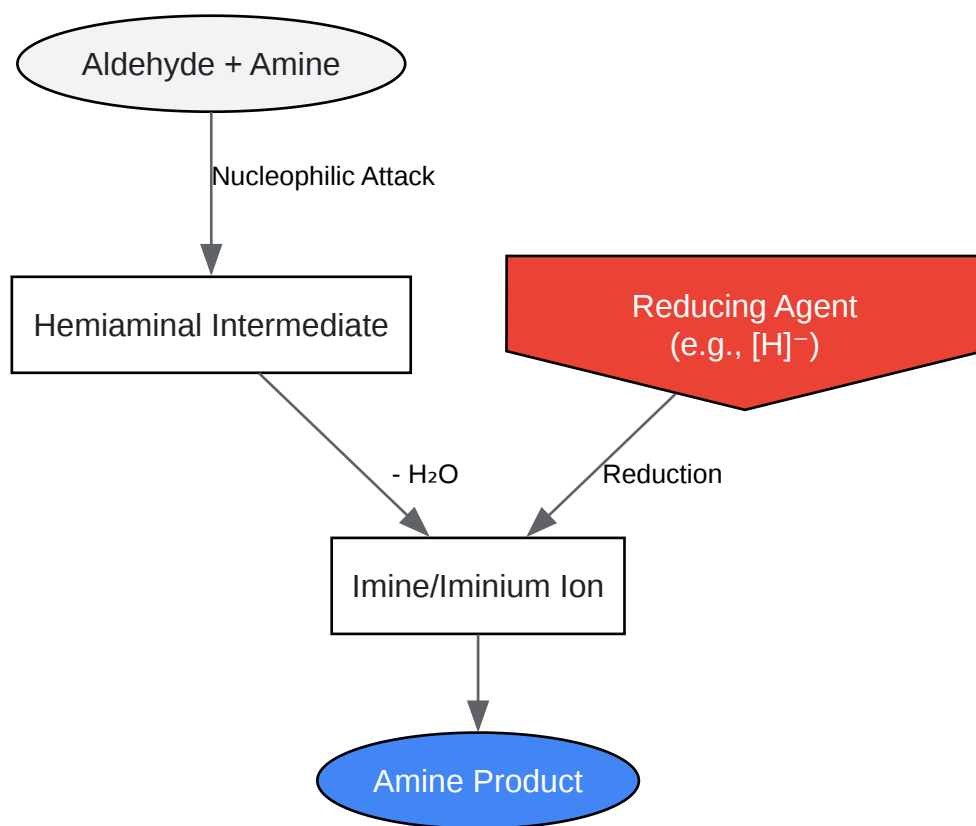 Aldehyde + Amine
Nucleophilic Attack
Hemiaminal Intermediate
Reducing Agent
(e.g., [H]⁻)
- H₂O
Reduction
Imine/Iminium Ion
Amine Product